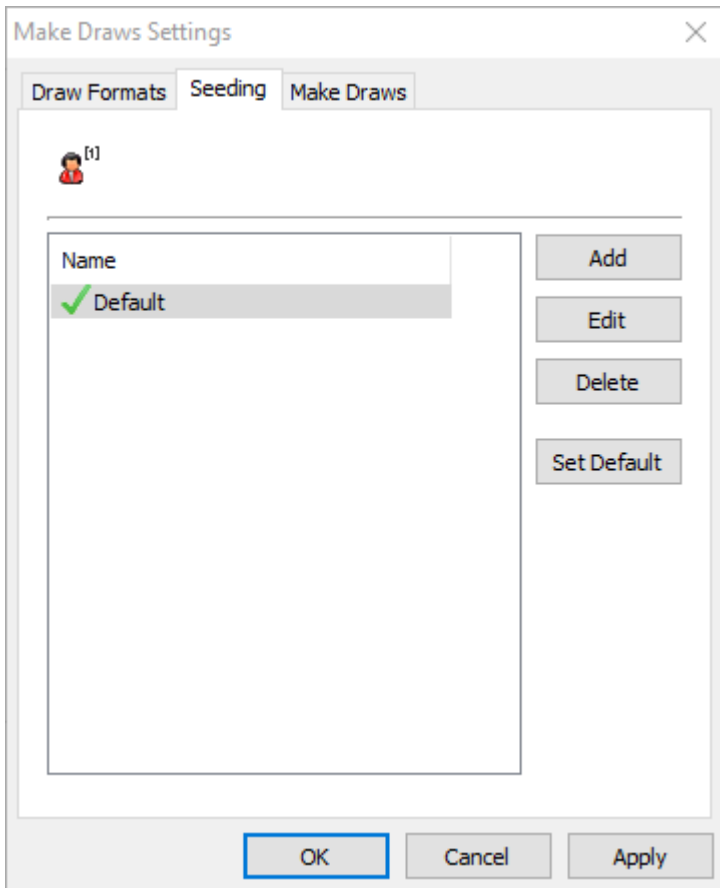 Make Draws Settings
Draw Formats Seeding Make Draws
[1]
Name
Default
Add
Edit
Delete
Set Default
OK Cancel Apply